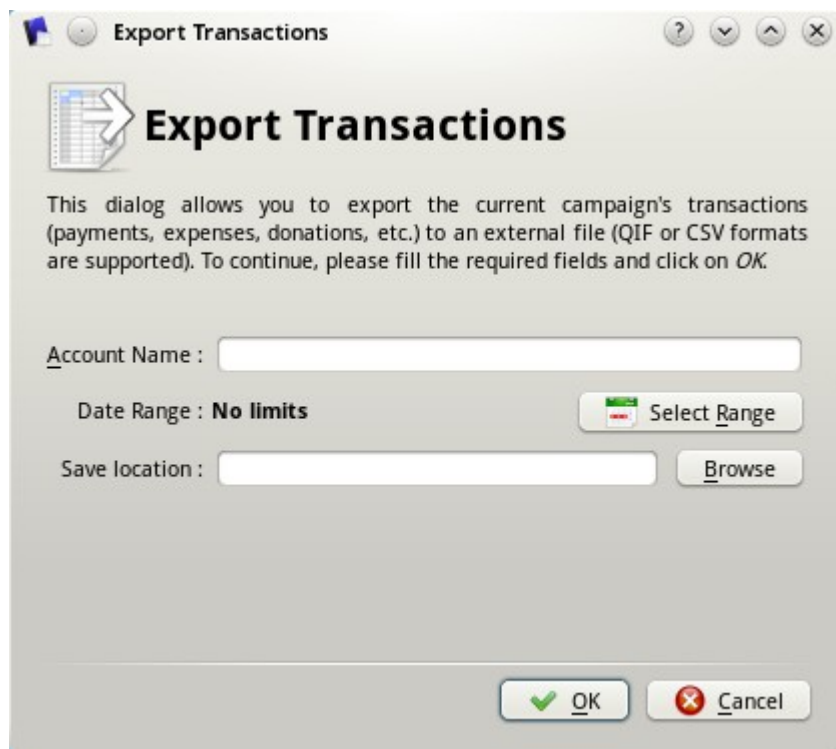 Export Transactions
Export Transactions
This dialog allows you to export the current campaign's transactions
(payments, expenses, donations, etc.) to an external file (QIF or CSV formats
are supported). To continue, please fill the required fields and click on OK.
Account Name :
Date Range : No limits Select Range
Save location : Browse
OK Cancel